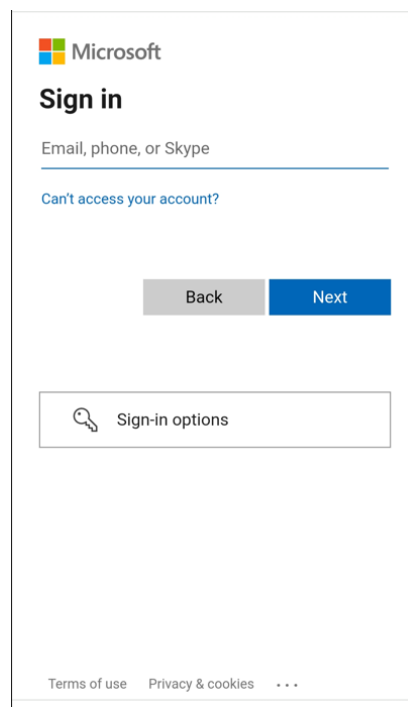 Microsoft
Sign in
Email, phone, or Skype
Can't access your account?
Back Next
Sign-in options
Terms of use Privacy & cookies ...